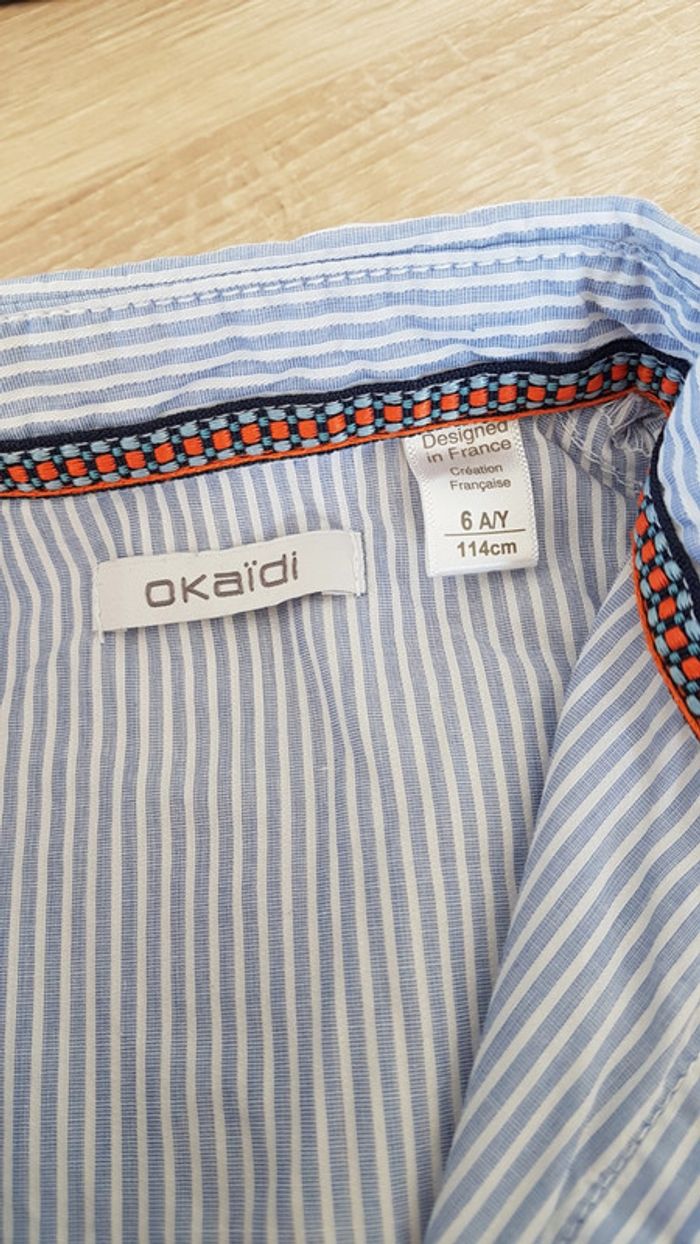 Designed
in France
Création
Française
6 A/Y
114cm
okaïdi